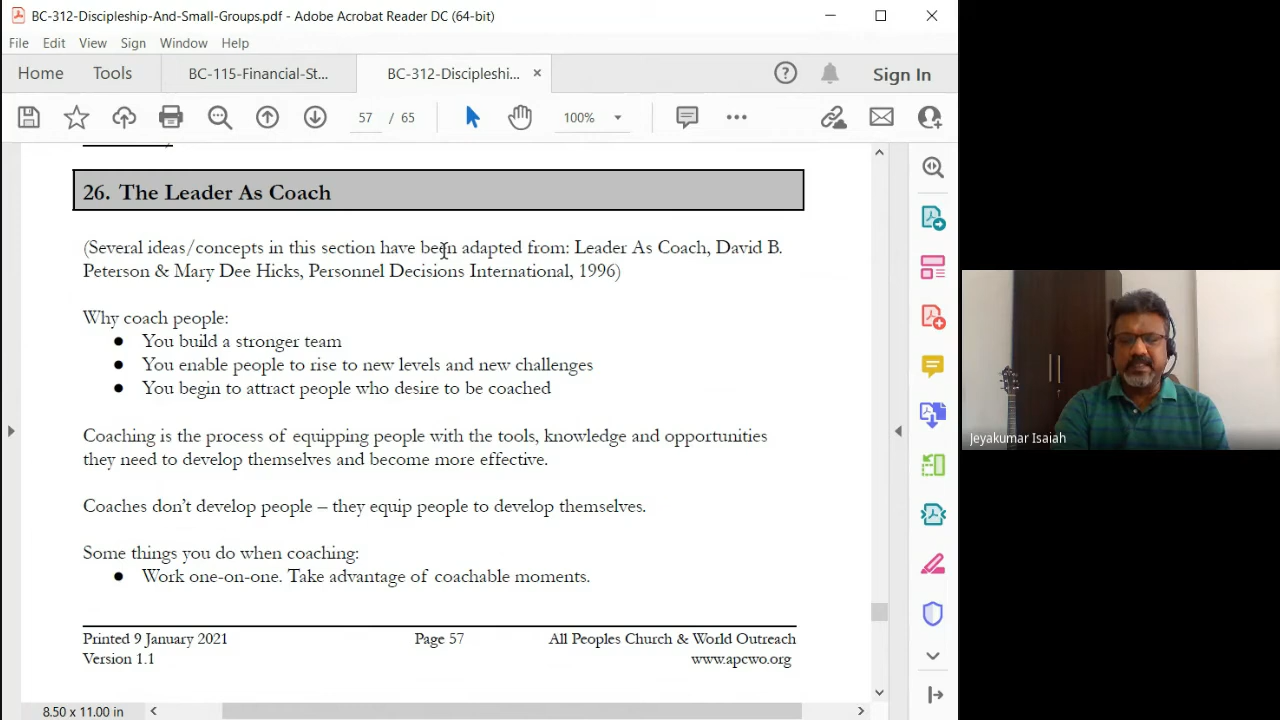 BC-312-Discipleship-And-Small-Groups.pdf - Adobe Acrobat Reader DC (64-bit)
File Edit View Sign Window Help
Home Tools BC-115-Financial-St... BC-312-Discipleshi... Sign In
57 / 65 100%
26. The Leader As Coach
(Several ideas/concepts in this section have been adapted from: Leader As Coach, David B.
Peterson & Mary Dee Hicks, Personnel Decisions International, 1996)
Why coach people:
● You build a stronger team
● You enable people to rise to new levels and new challenges
● You begin to attract people who desire to be coached
Coaching is the process of equipping people with the tools, knowledge and opportunities
they need to develop themselves and become more effective.
Coaches don't develop people – they equip people to develop themselves.
Some things you do when coaching:
● Work one-on-one. Take advantage of coachable moments.
Printed 9 January 2021 Page 57 All Peoples Church & World Outreach
Version 1.1 www.apcwo.org
8.50 x 11.00 in
Jeyakumar Isaiah